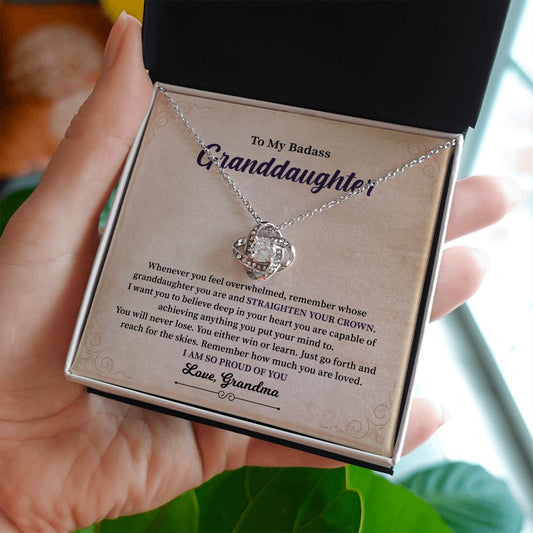 To My Badass
Granddaughter
Whenever you feel overwhelmed, remember whose
granddaughter you are and STRAIGHTEN YOUR CROWN.
I want you to believe deep in your heart you are capable of
achieving anything you put your mind to.
You will never lose. You either win or learn. Just go forth and
reach for the skies. Remember how much you are loved.
I AM SO PROUD OF YOU
Love, Grandma